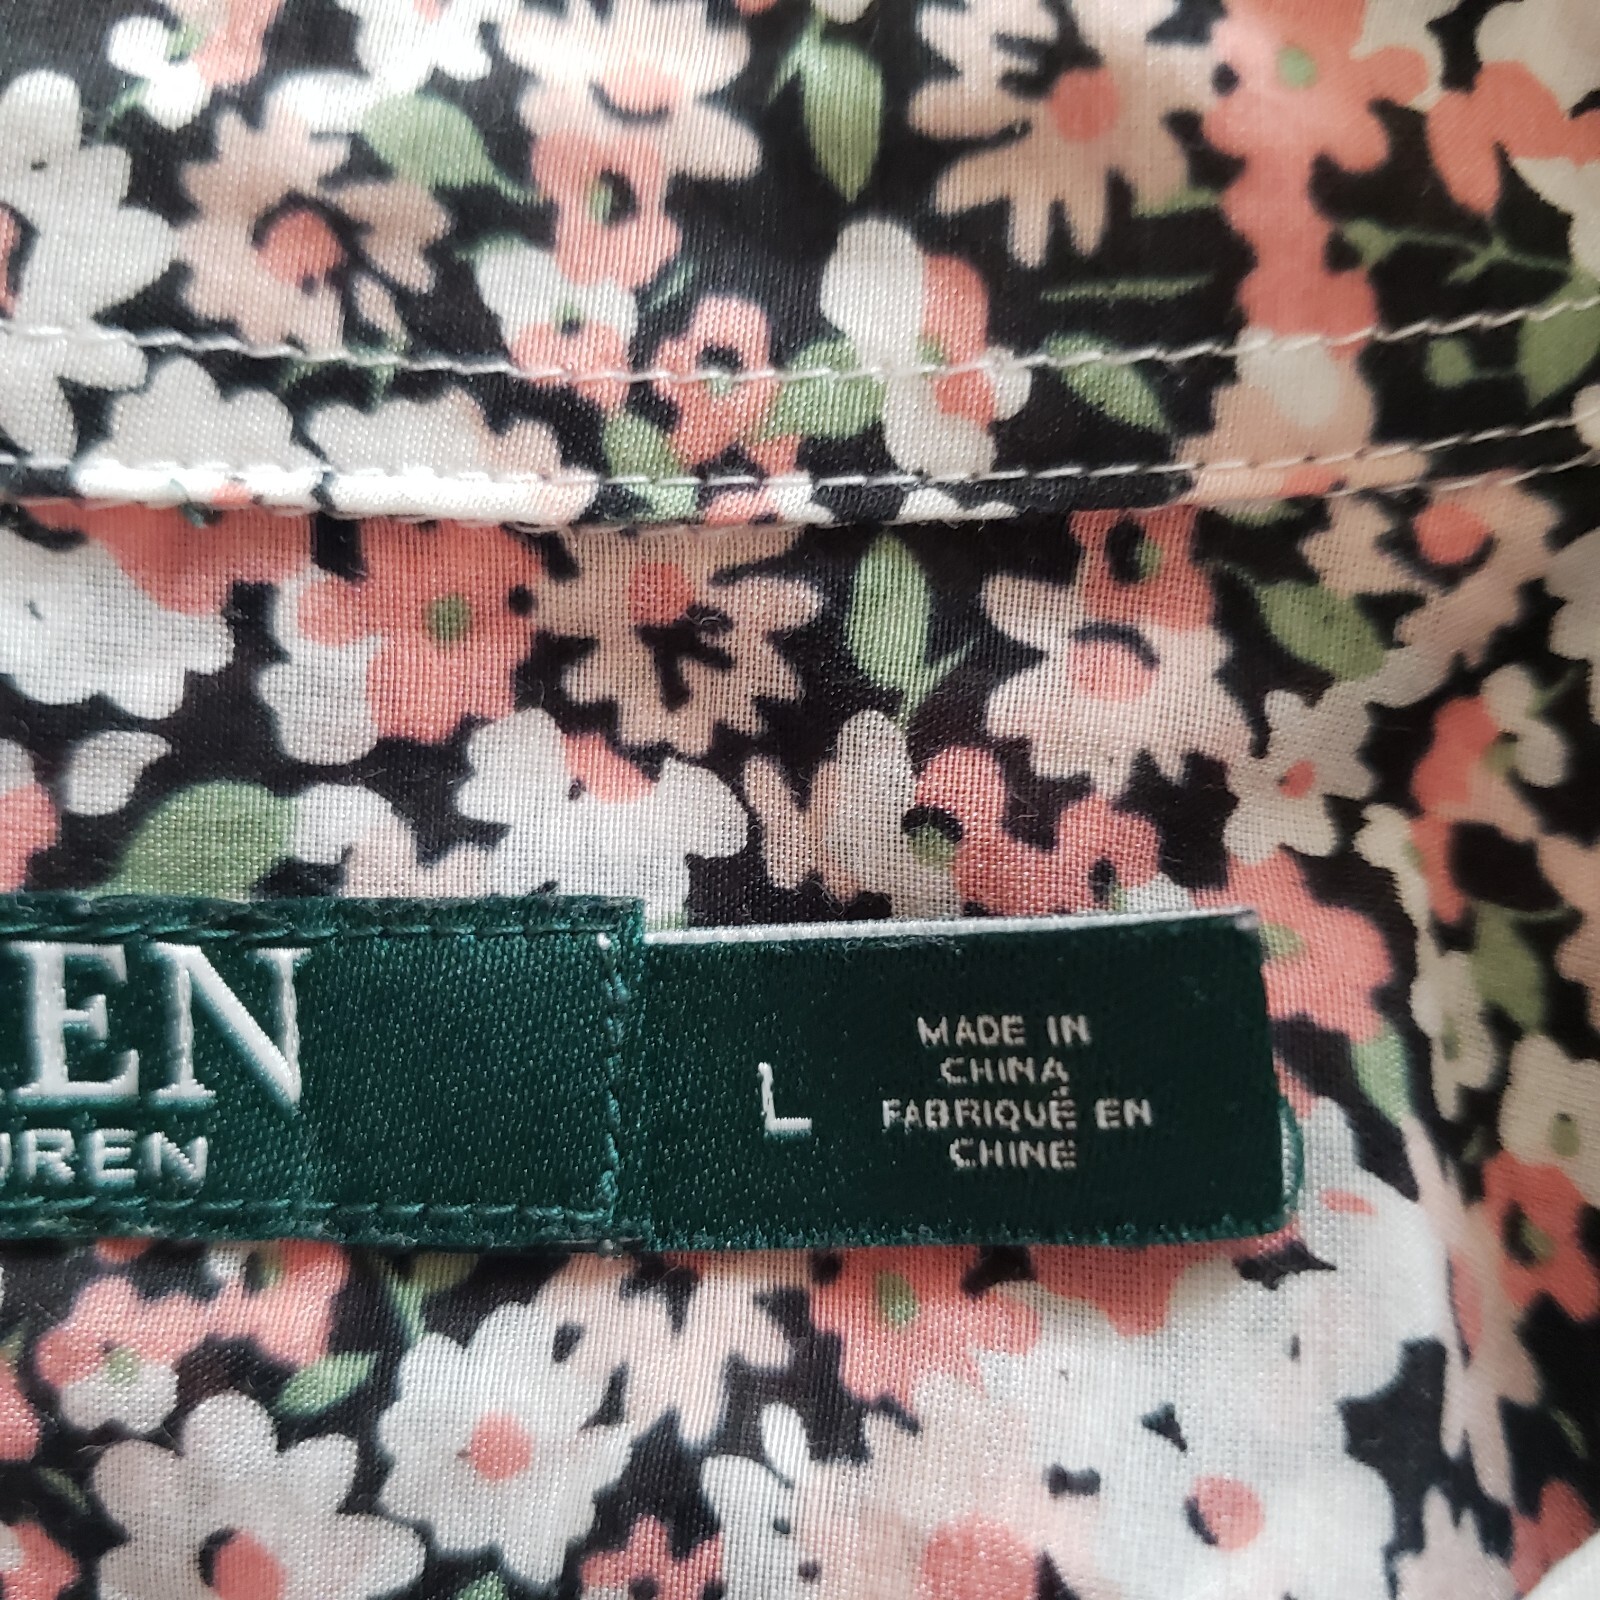 EN
UREN
L
MADE IN
CHINA
FABRIQUÉ EN
CHINE